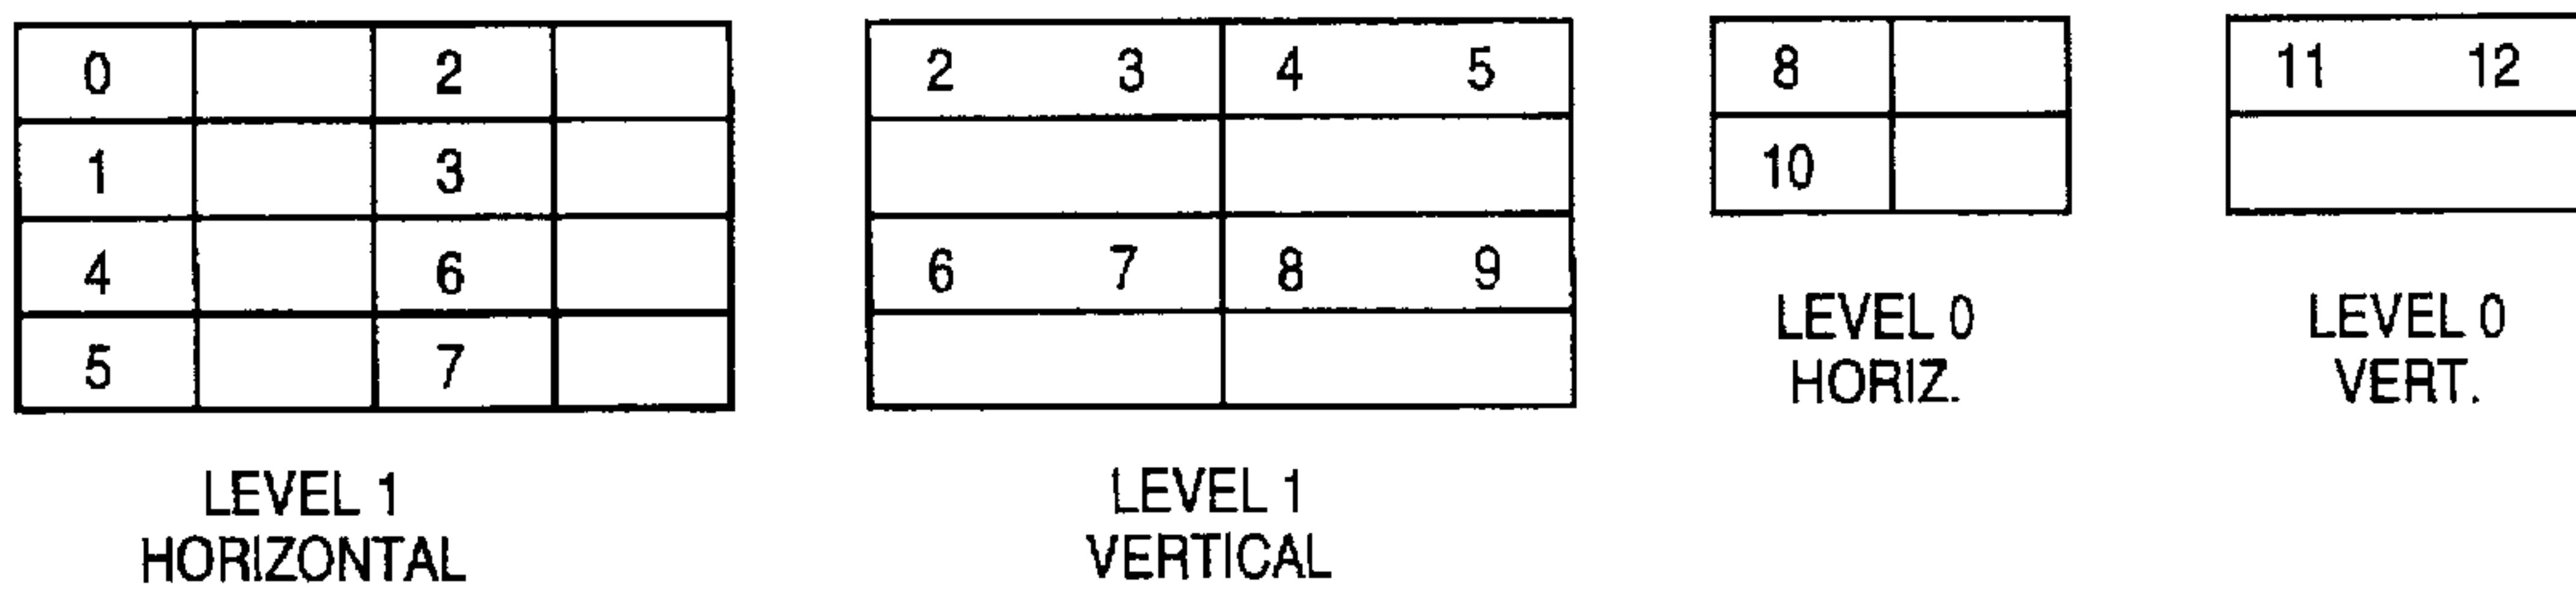 0 2
1 3
4 6
5 7
LEVEL 1
HORIZONTAL
2 3 4 5
6 7 8 9
LEVEL 1
VERTICAL
8
10
LEVEL 0
HORIZ.
11 12
LEVEL 0
VERT.